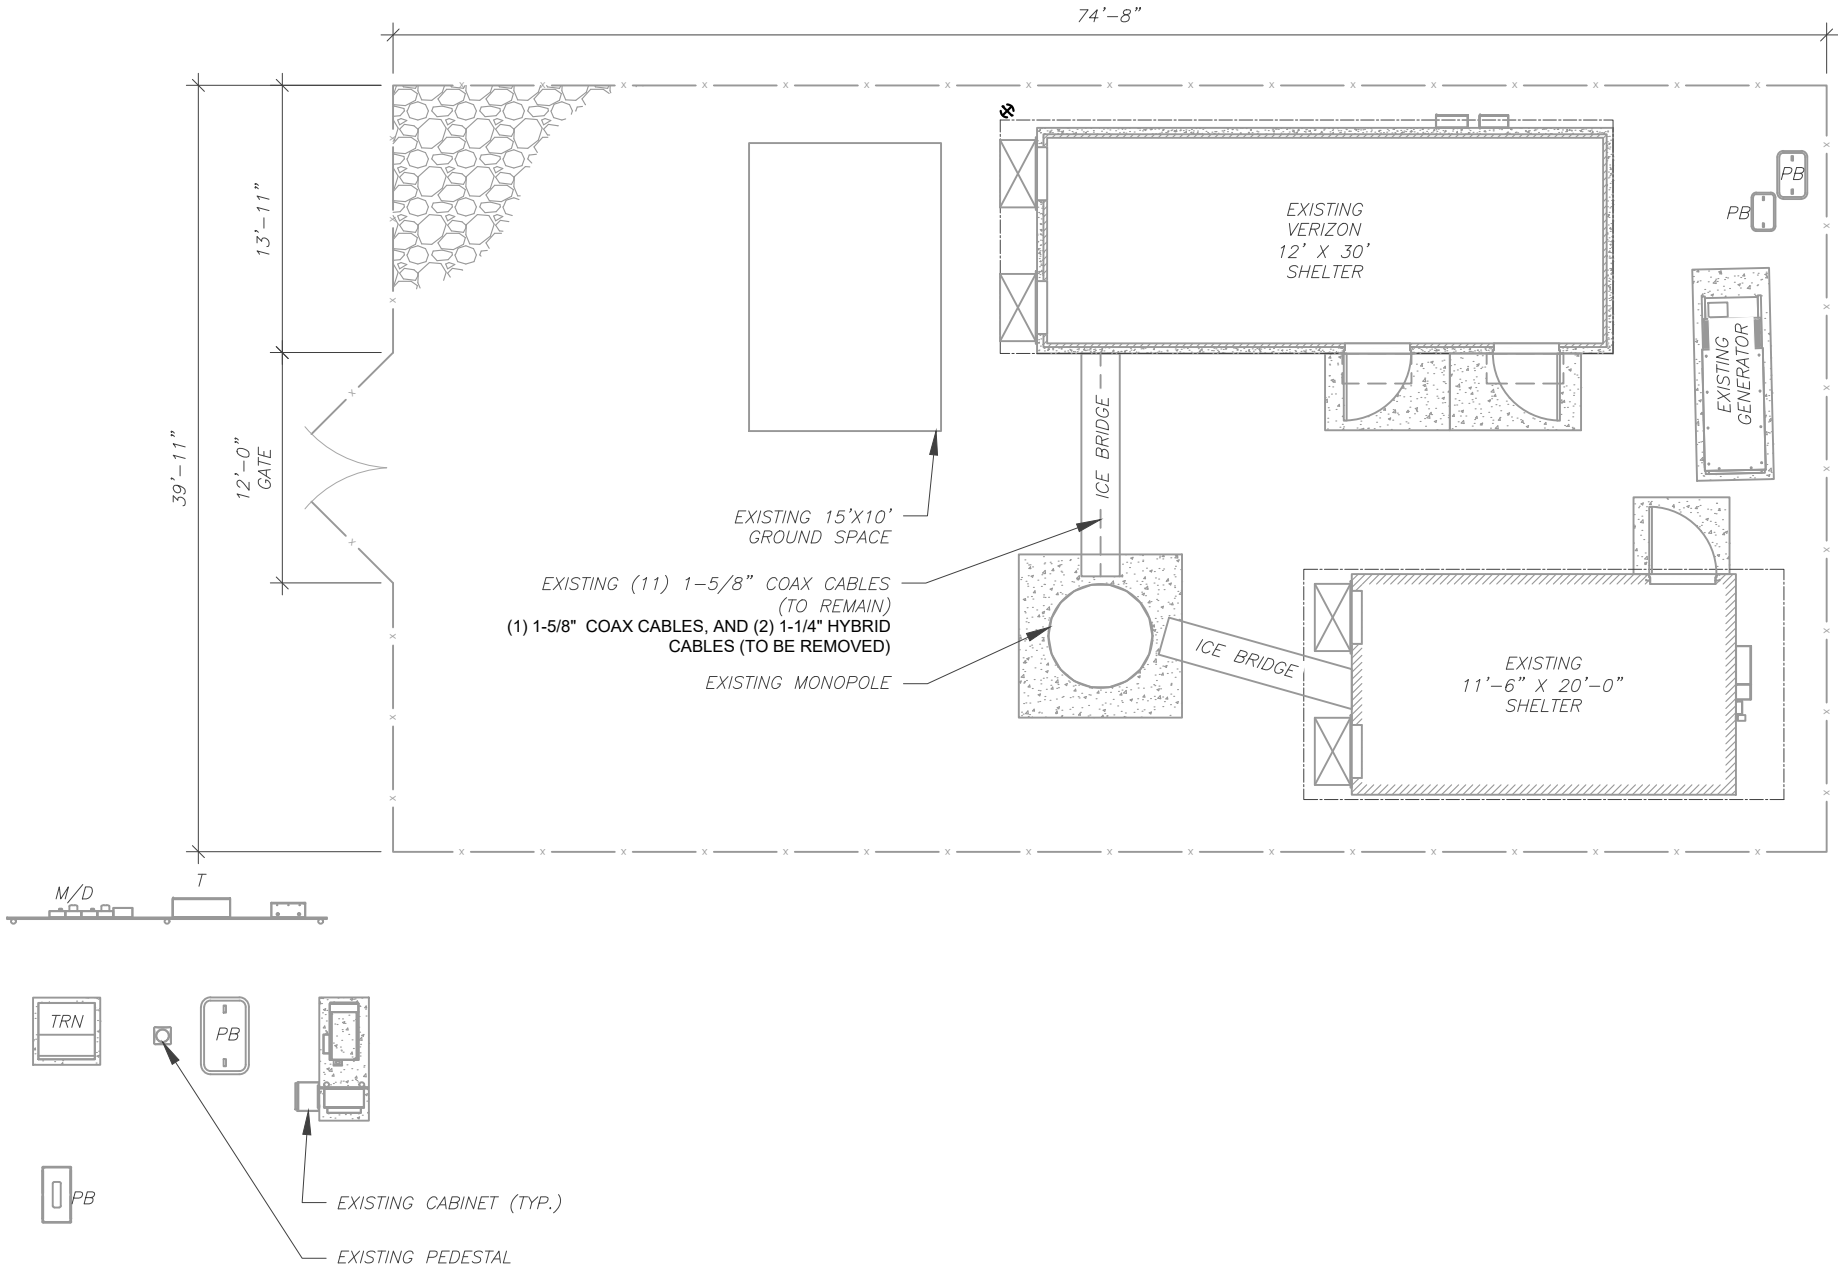 74'-8"
13'-11"
39'-11"
12'-0"
GATE
EXISTING
VERIZON
12' X 30'
SHELTER
PB
PB
EXISTING
GENERATOR
ICE BRIDGE
EXISTING 15'X10'
GROUND SPACE
EXISTING (11) 1-5/8" COAX CABLES
(TO REMAIN)
(1) 1-5/8" COAX CABLES, AND (2) 1-1/4" HYBRID
CABLES (TO BE REMOVED)
EXISTING MONOPOLE
ICE BRIDGE
EXISTING
11'-6" X 20'-0"
SHELTER
M/D
T
TRN
PB
PB
EXISTING CABINET (TYP.)
EXISTING PEDESTAL